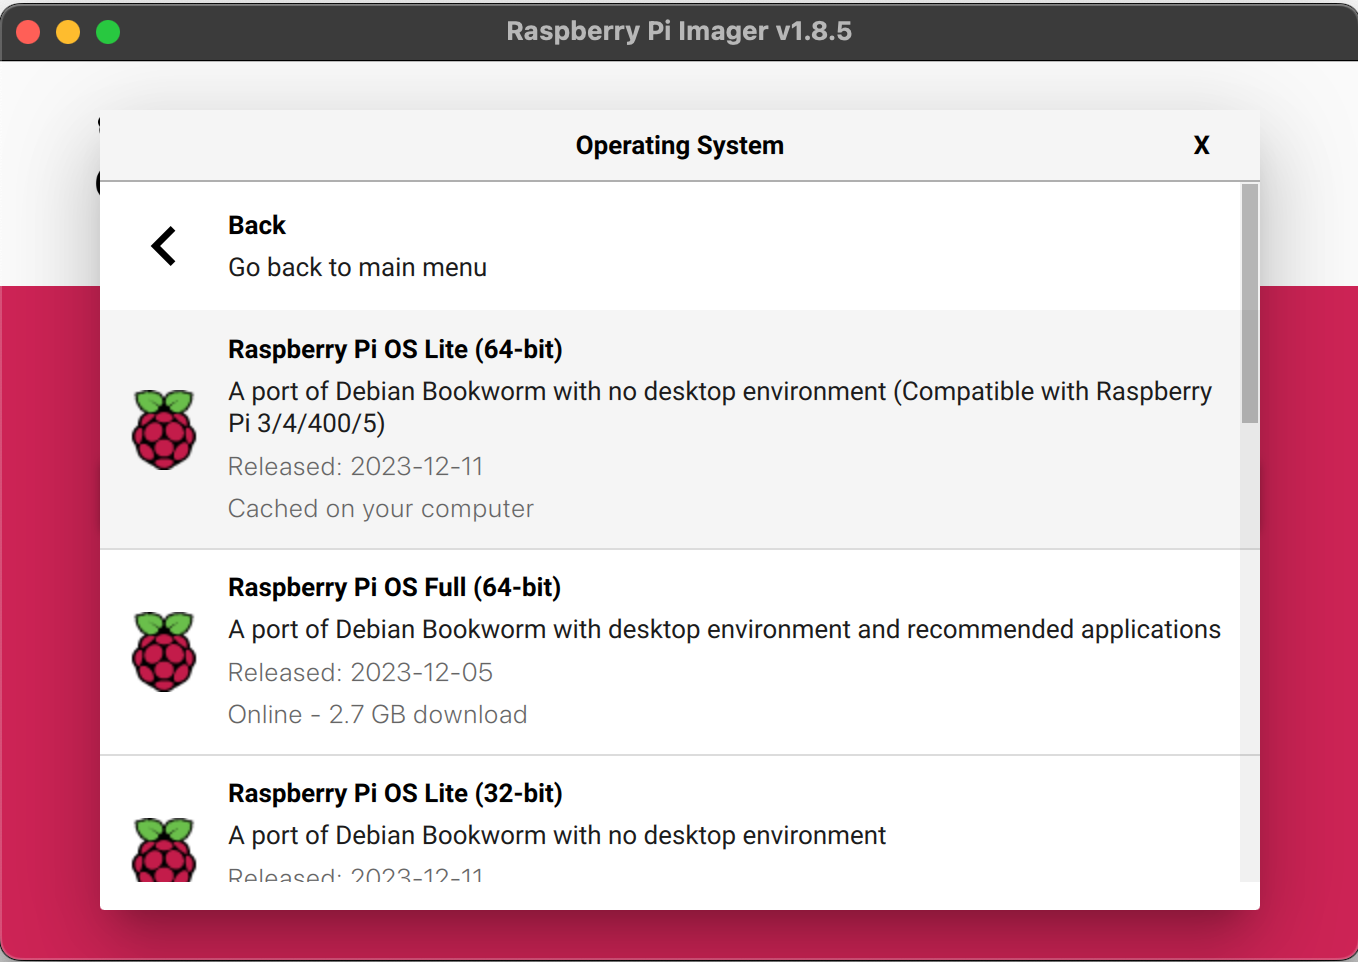 Raspberry Pi Imager v1.8.5
Operating System
X
Back
Go back to main menu
Raspberry Pi OS Lite (64-bit)
A port of Debian Bookworm with no desktop environment (Compatible with Raspberry
Pi 3/4/400/5)
Released: 2023-12-11
Cached on your computer
Raspberry Pi OS Full (64-bit)
A port of Debian Bookworm with desktop environment and recommended applications
Released: 2023-12-05
Online - 2.7 GB download
Raspberry Pi OS Lite (32-bit)
A port of Debian Bookworm with no desktop environment
Released: 2023-12-11